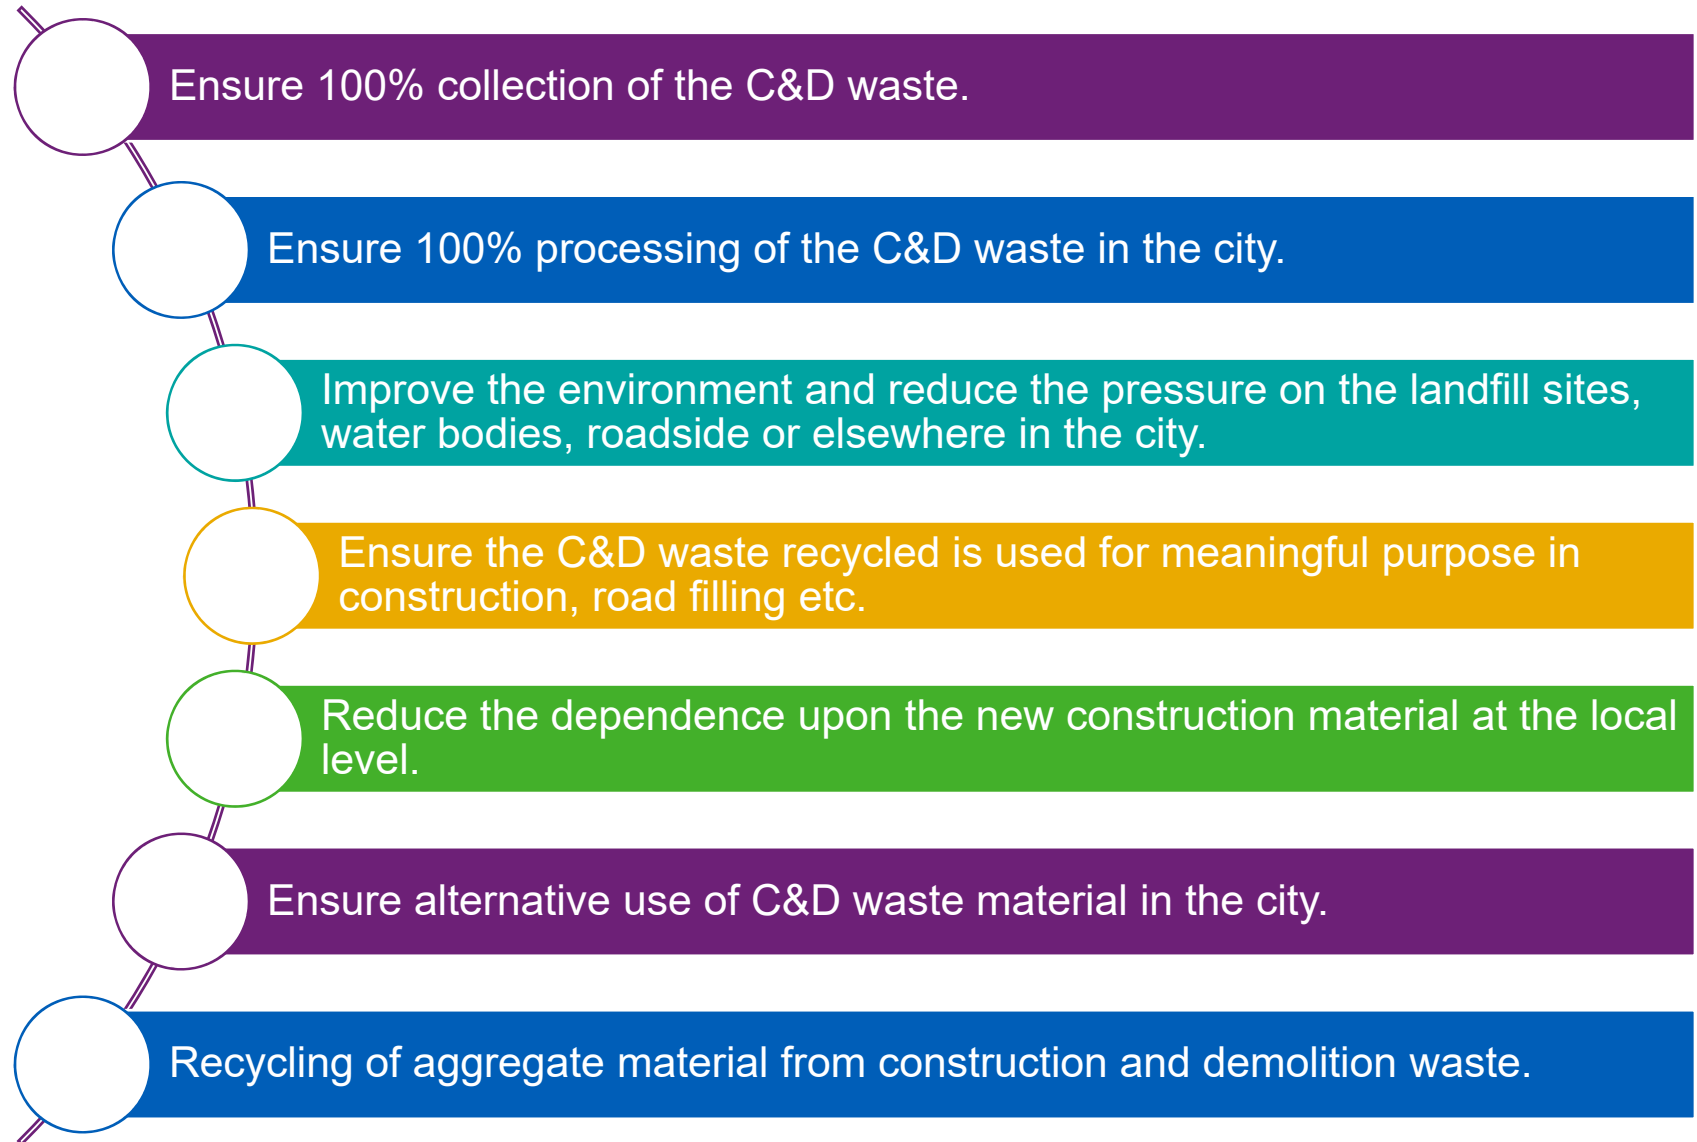 Ensure 100% collection of the C&D waste.
Ensure 100% processing of the C&D waste in the city.
Improve the environment and reduce the pressure on the landfill sites,
water bodies, roadside or elsewhere in the city.
Ensure the C&D waste recycled is used for meaningful purpose in
construction, road filling etc.
Reduce the dependence upon the new construction material at the local
level.
Ensure alternative use of C&D waste material in the city.
Recycling of aggregate material from construction and demolition waste.